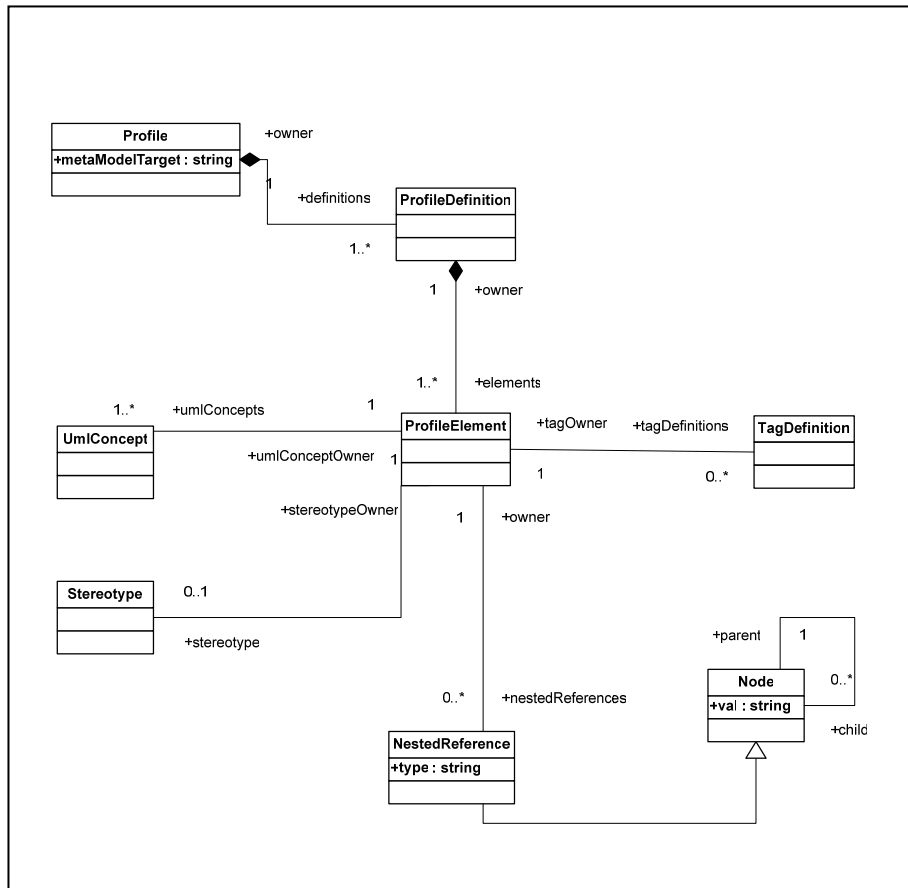 Profile
+owner
+metaModelTarget : string
1
+definitions
ProfileDefinition
1..*
1
+owner
1..*
+elements
1..*
+umlConcepts
1
ProfileElement
+tagOwner
+tagDefinitions
TagDefinition
UmlConcept
+umlConceptOwner
1
1
0..*
+stereotypeOwner
1
+owner
Stereotype
0..1
+stereotype
+parent
1
Node
0..*
+val : string
0..*
+nestedReferences
+child
NestedReference
+type : string